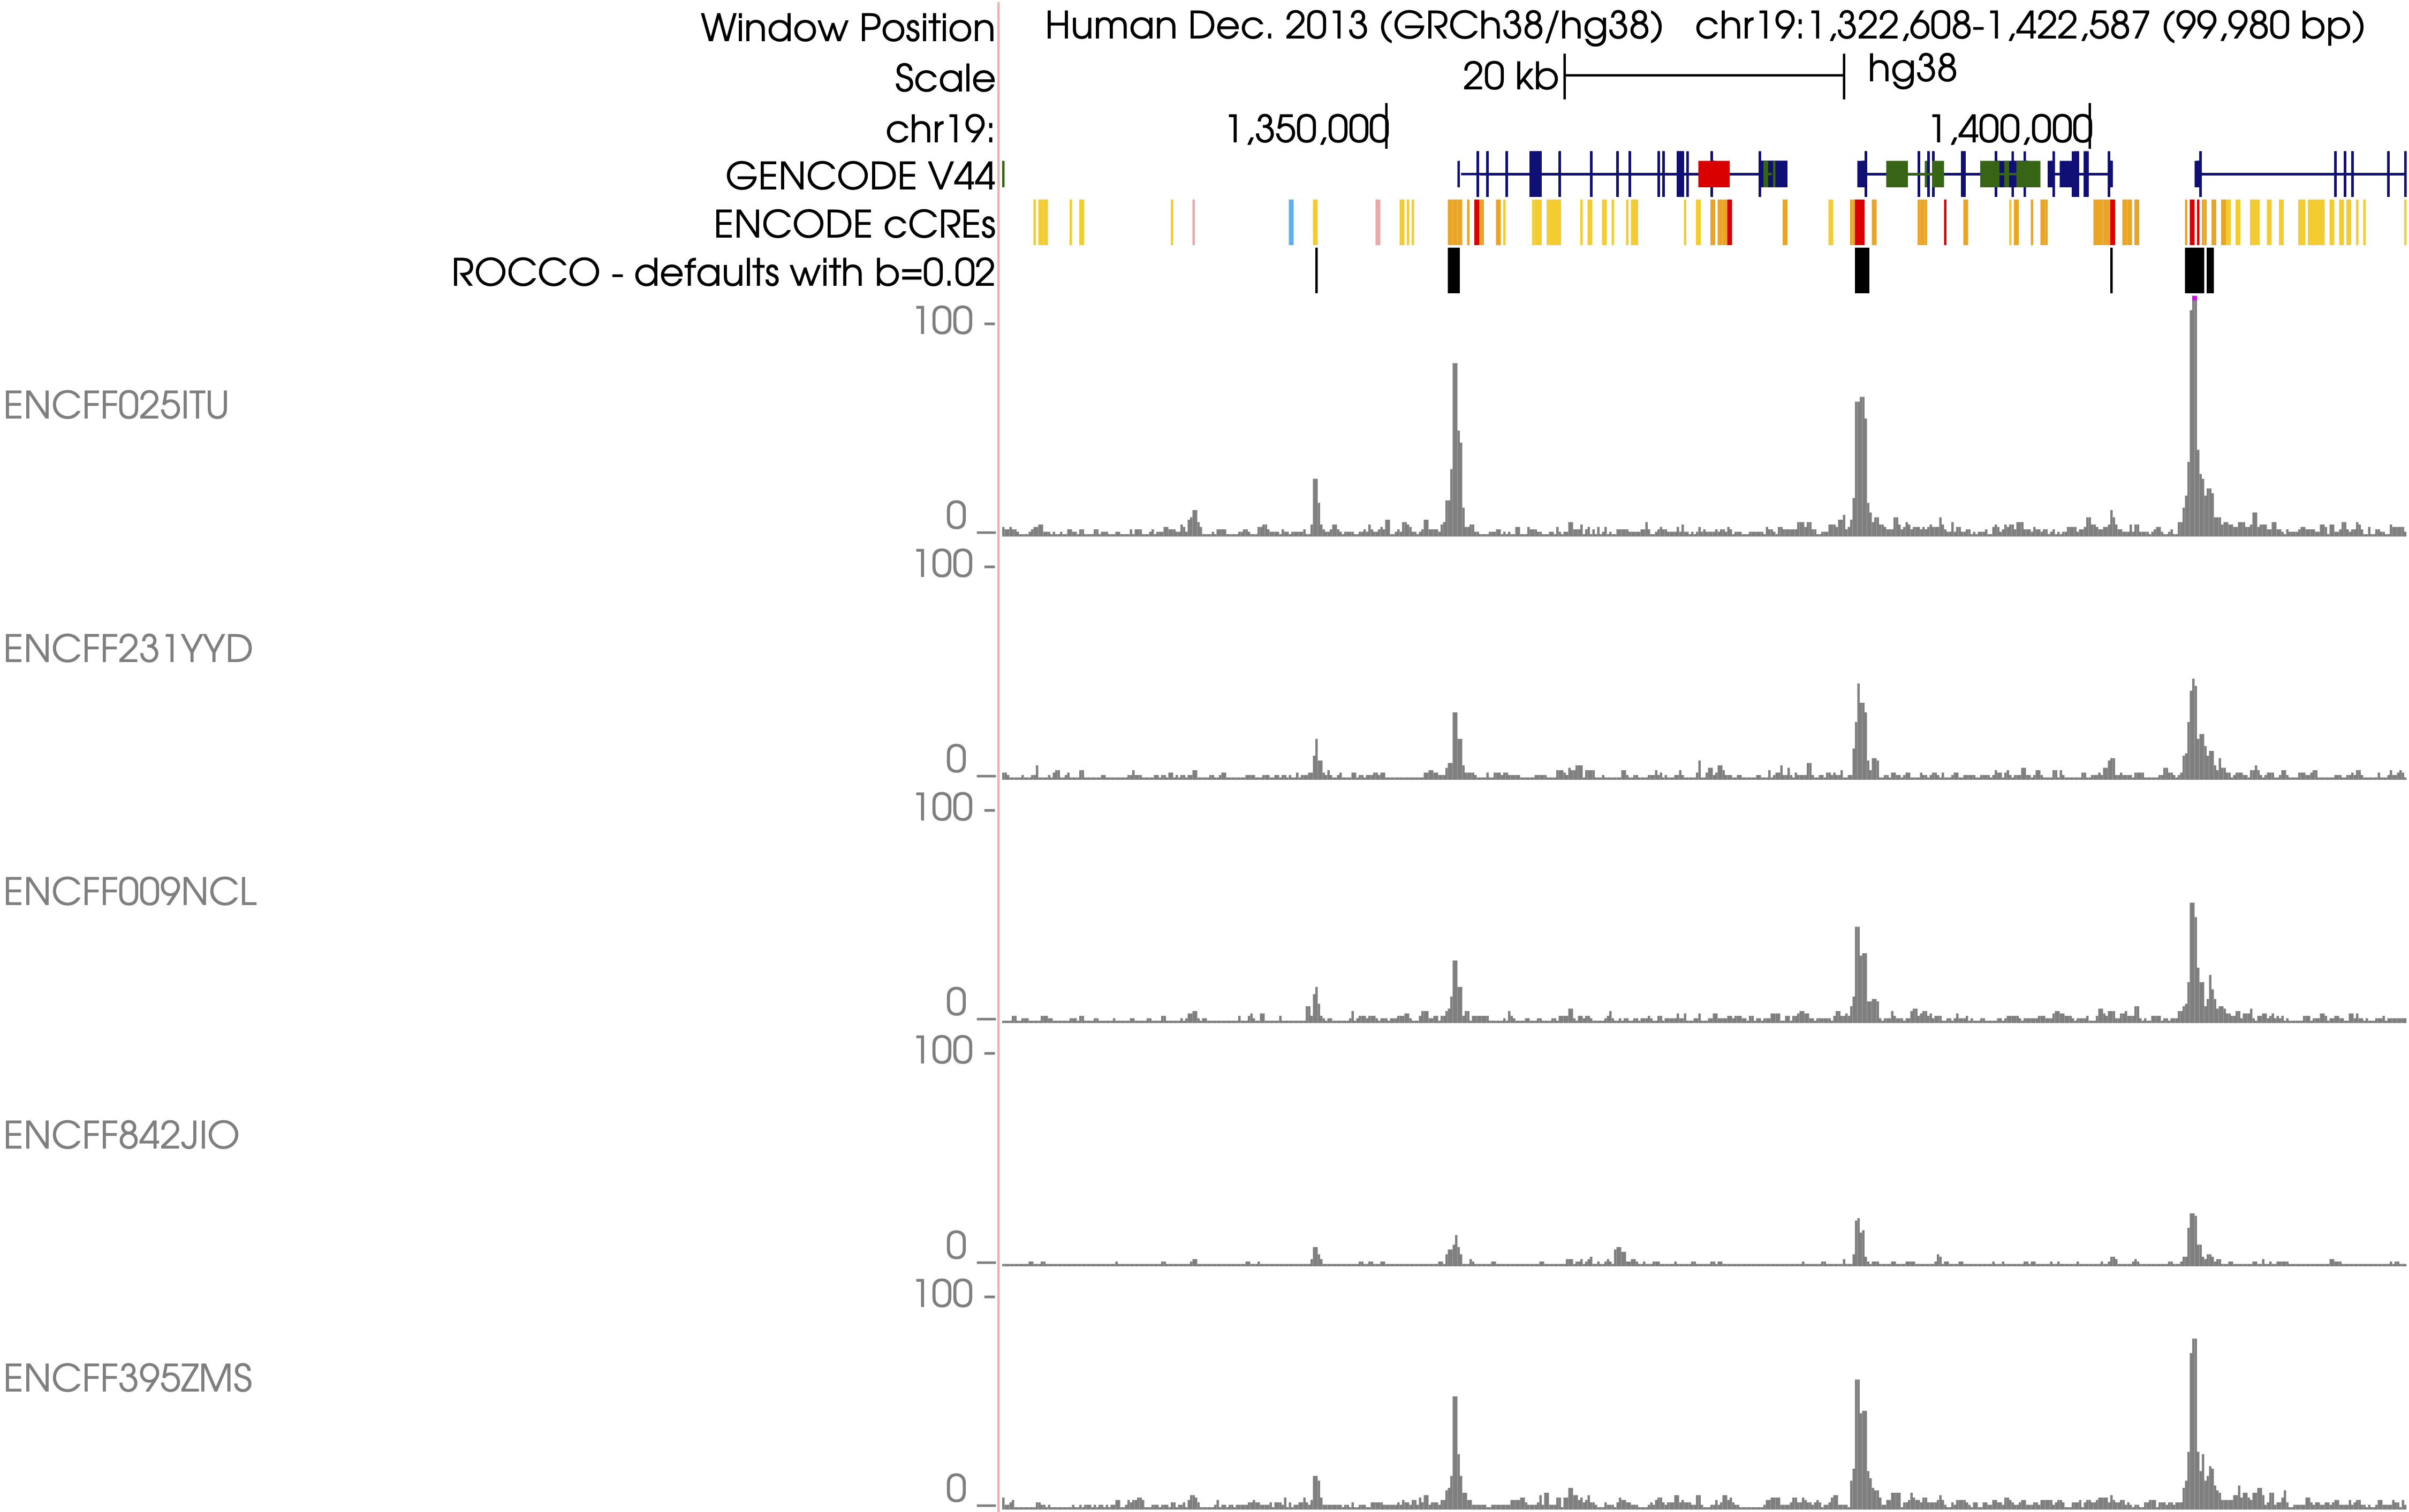 Window Position Human Dec. 2013 (GRCh38/hg38) chr19:1,322,608-1,422,587 (99,980 bp)
Scale 20 kb hg38
chr19: 1,350,000 1,400,000
GENCODE V44
ENCODE cCREs
ROCCO - defaults with b=0.02
100
ENCFF025ITU
0
100
ENCFF231YYD
0
100
ENCFF009NCL
0
100
ENCFF842JIO
0
100
ENCFF395ZMS
0